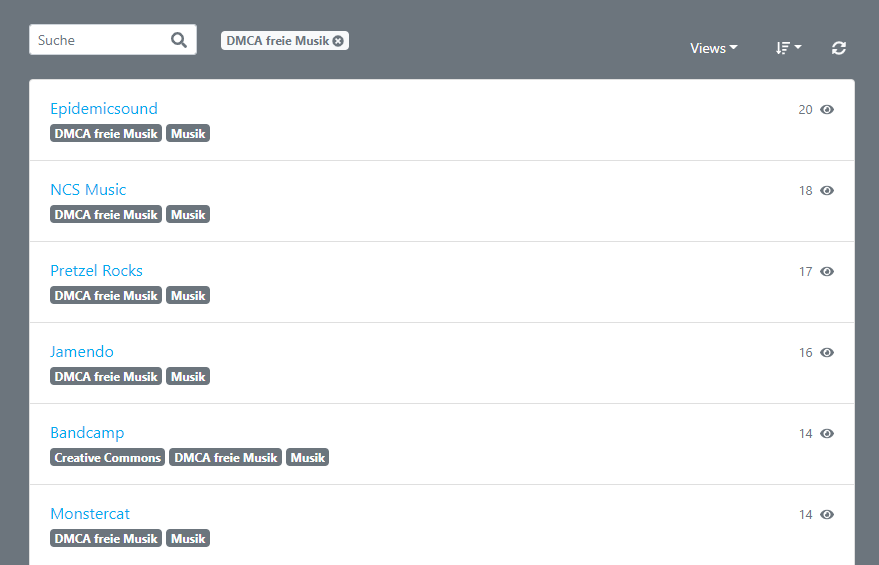 Suche
DMCA freie Musik
Views
Epidemicsound
20
DMCA freie Musik Musik
NCS Music
18
DMCA freie Musik Musik
Pretzel Rocks
17
DMCA freie Musik Musik
Jamendo
16
DMCA freie Musik Musik
Bandcamp
14
Creative Commons DMCA freie Musik Musik
Monstercat
14
DMCA freie Musik Musik